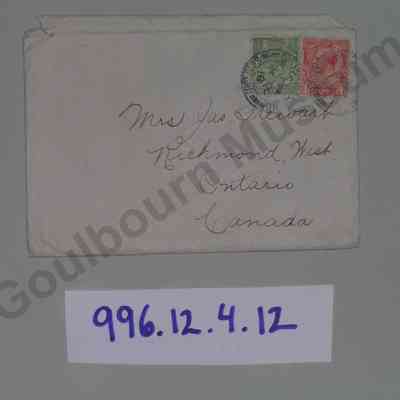 Mrs Jas Stewart
Richmond, West
Ontario
Canada
Goulbourn Museum
996.12.4.12